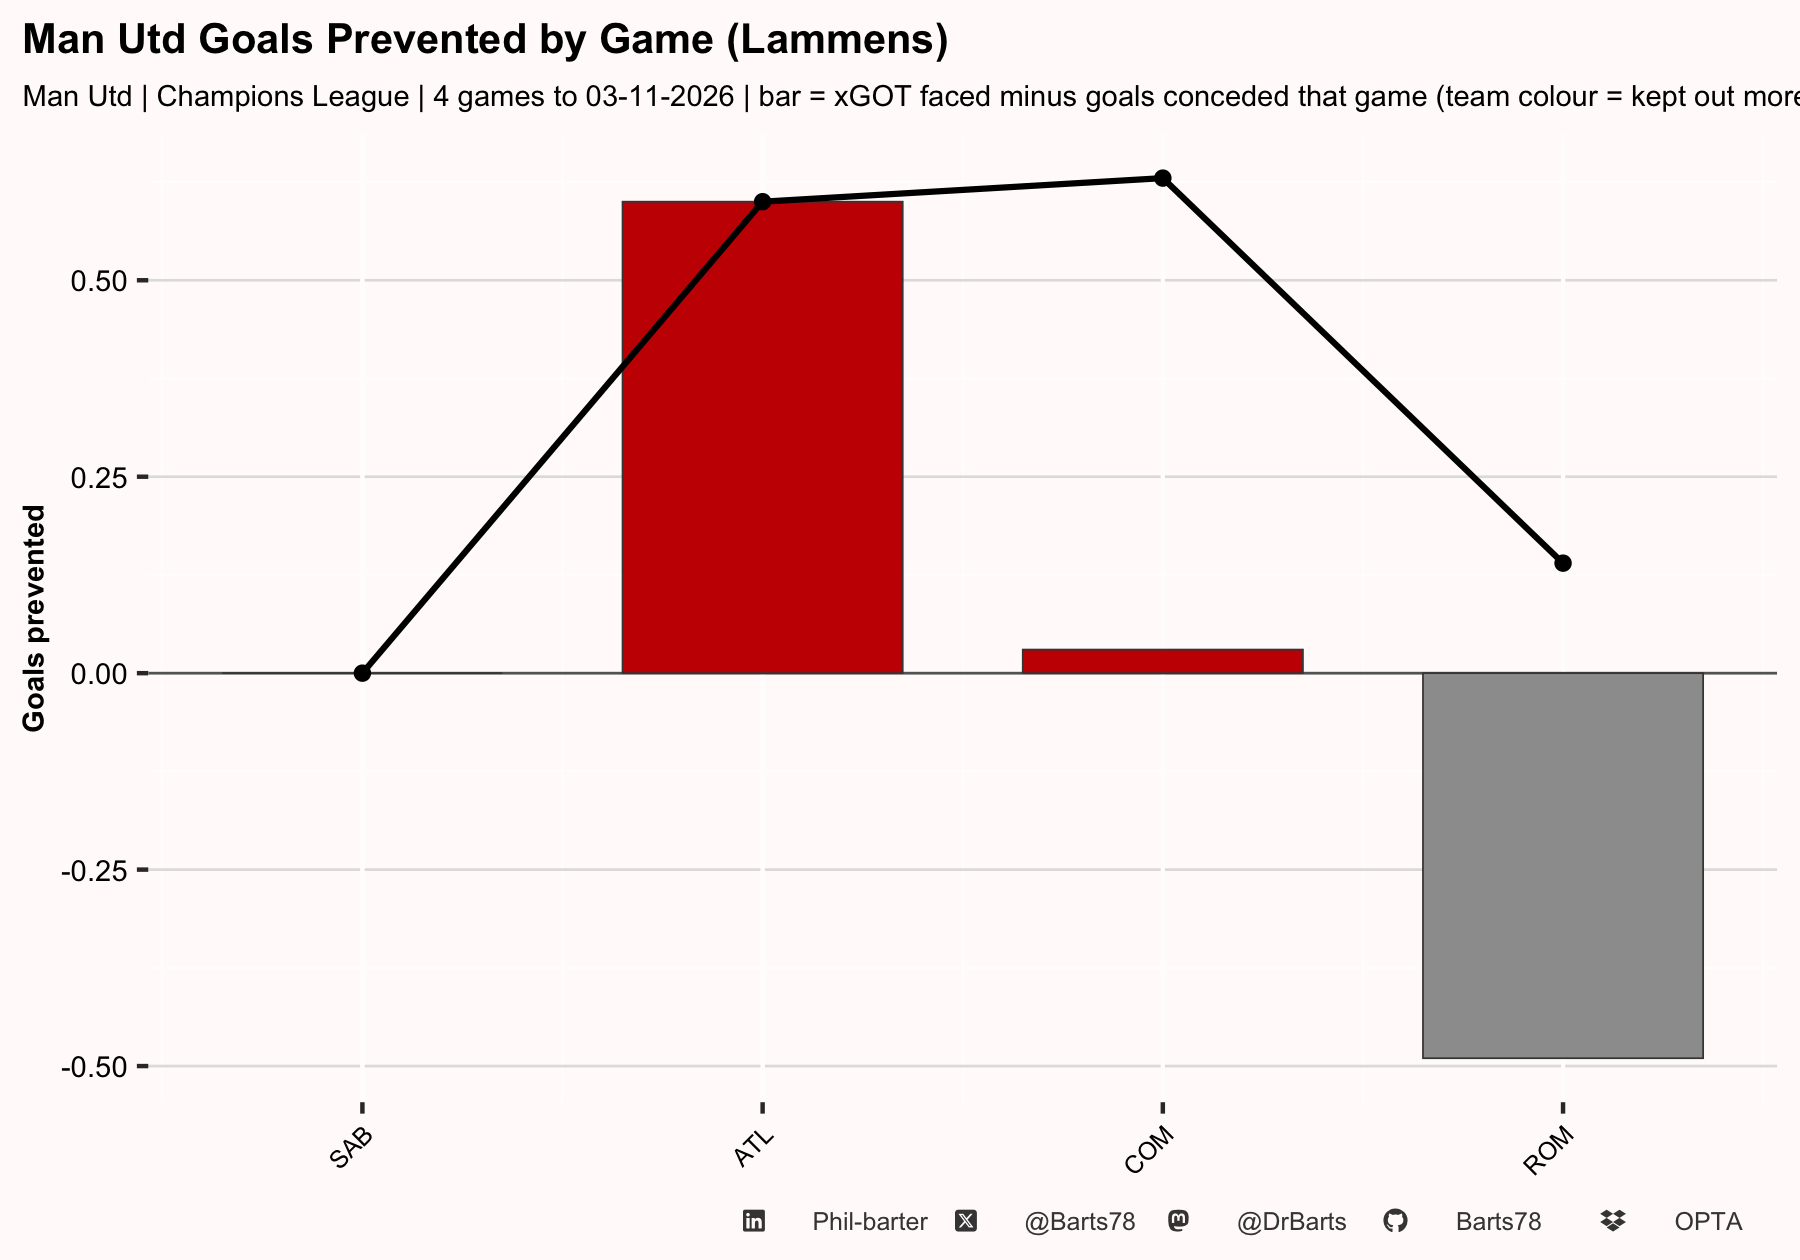 Man Utd Goals Prevented by Game (Lammens)
Man Utd | Champions League | 4 games to 03-11-2026 | bar = xGOT faced minus goals conceded that game (team colour = kept out more
Goals prevented
0.50
0.25
0.00
-0.25
-0.50
SAB
ATL
COM
ROM
Phil-barter @Barts78 @DrBarts Barts78 OPTA